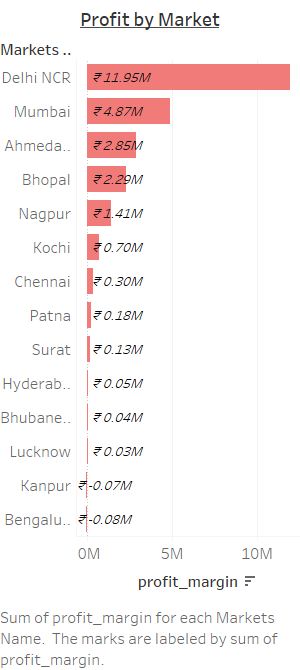 Profit by Market
Markets ..
Delhi NCR ₹ 11.95M
Mumbai ₹ 4.87M
Ahmeda.. ₹ 2.85M
Bhopal ₹ 2.29M
Nagpur ₹ 1.41M
Kochi ₹ 0.70M
Chennai ₹ 0.30M
Patna ₹ 0.18M
Surat ₹ 0.13M
Hyderab.. ₹ 0.05M
Bhubane.. ₹ 0.04M
Lucknow ₹ 0.03M
Kanpur ₹ -0.07M
Bengalu.. ₹ -0.08M
0M 5M 10M
profit_margin
Sum of profit_margin for each Markets
Name. The marks are labeled by sum of
profit_margin.